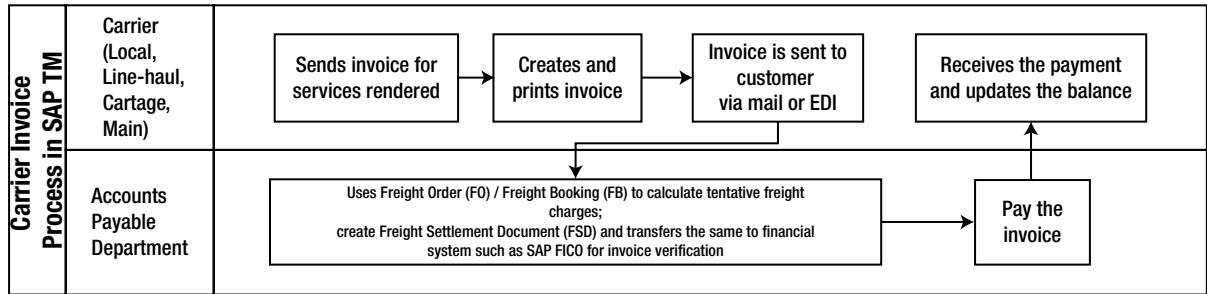 Carrier Invoice
Process in SAP TM
Carrier
(Local,
Line-haul,
Cartage,
Main)
Sends invoice for
services rendered
Creates and
prints invoice
Invoice is sent to
customer
via mail or EDI
Receives the payment
and updates the balance
Accounts
Payable
Department
Uses Freight Order (FO) / Freight Booking (FB) to calculate tentative freight
charges;
create Freight Settlement Document (FSD) and transfers the same to financial
system such as SAP FICO for invoice verification
Pay the
invoice